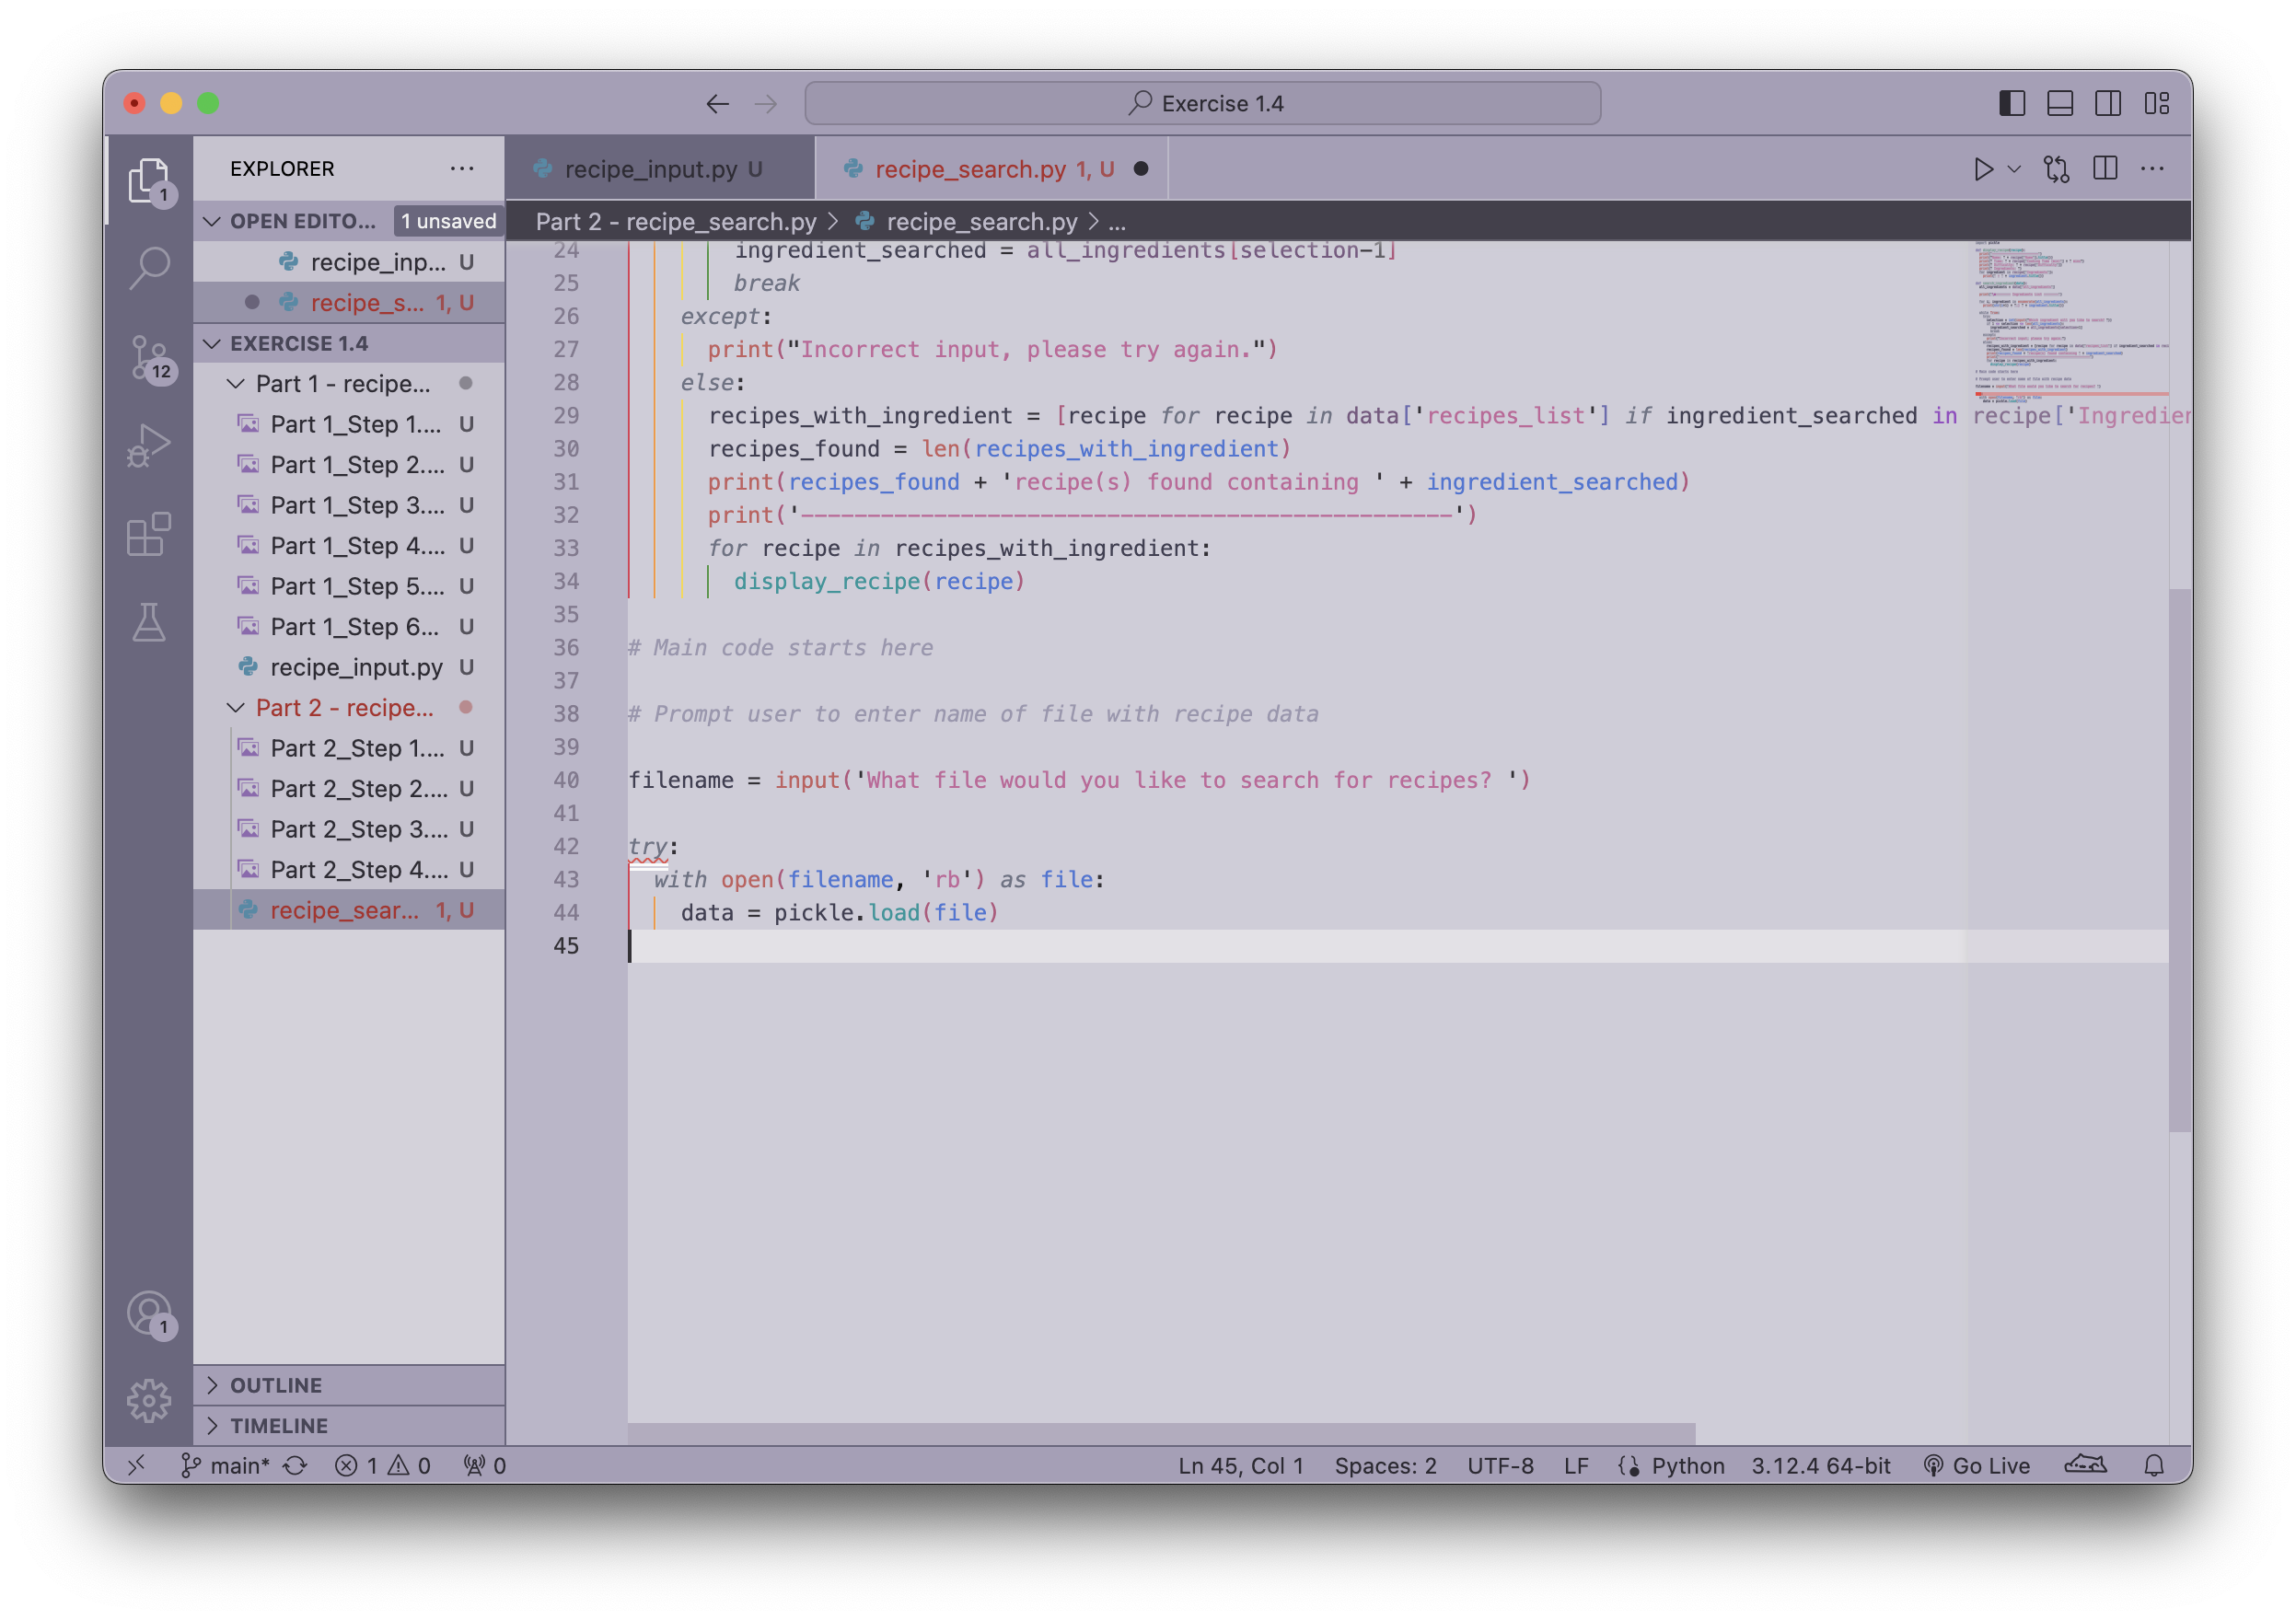 Exercise 1.4
EXPLORER
recipe_input.py U
recipe_search.py 1, U
OPEN EDITO... 1 unsaved
Part 2 - recipe_search.py > recipe_search.py > ...
recipe_inp... U
recipe_s... 1, U
EXERCISE 1.4
Part 1 - recipe...
Part 1_Step 1.... U
Part 1_Step 2.... U
Part 1_Step 3.... U
Part 1_Step 4.... U
Part 1_Step 5.... U
Part 1_Step 6... U
recipe_input.py U
Part 2 - recipe...
Part 2_Step 1.... U
Part 2_Step 2.... U
Part 2_Step 3.... U
Part 2_Step 4.... U
recipe_sear... 1, U
OUTLINE
TIMELINE
1
12
1
24 ingredient_searched = all_ingredients[selection-1]
25 break
26 except:
27 print("Incorrect input, please try again.")
28 else:
29 recipes_with_ingredient = [recipe for recipe in data['recipes_list'] if ingredient_searched in recipe['Ingredien
30 recipes_found = len(recipes_with_ingredient)
31 print(recipes_found + 'recipe(s) found containing ' + ingredient_searched)
32 print('-------------------------------------------------')
33 for recipe in recipes_with_ingredient:
34 display_recipe(recipe)
35
36 # Main code starts here
37
38 # Prompt user to enter name of file with recipe data
39
40 filename = input('What file would you like to search for recipes? ')
41
42 try:
43 with open(filename, 'rb') as file:
44 data = pickle.load(file)
45
main* 1 0 0 Ln 45, Col 1 Spaces: 2 UTF-8 LF Python 3.12.4 64-bit Go Live